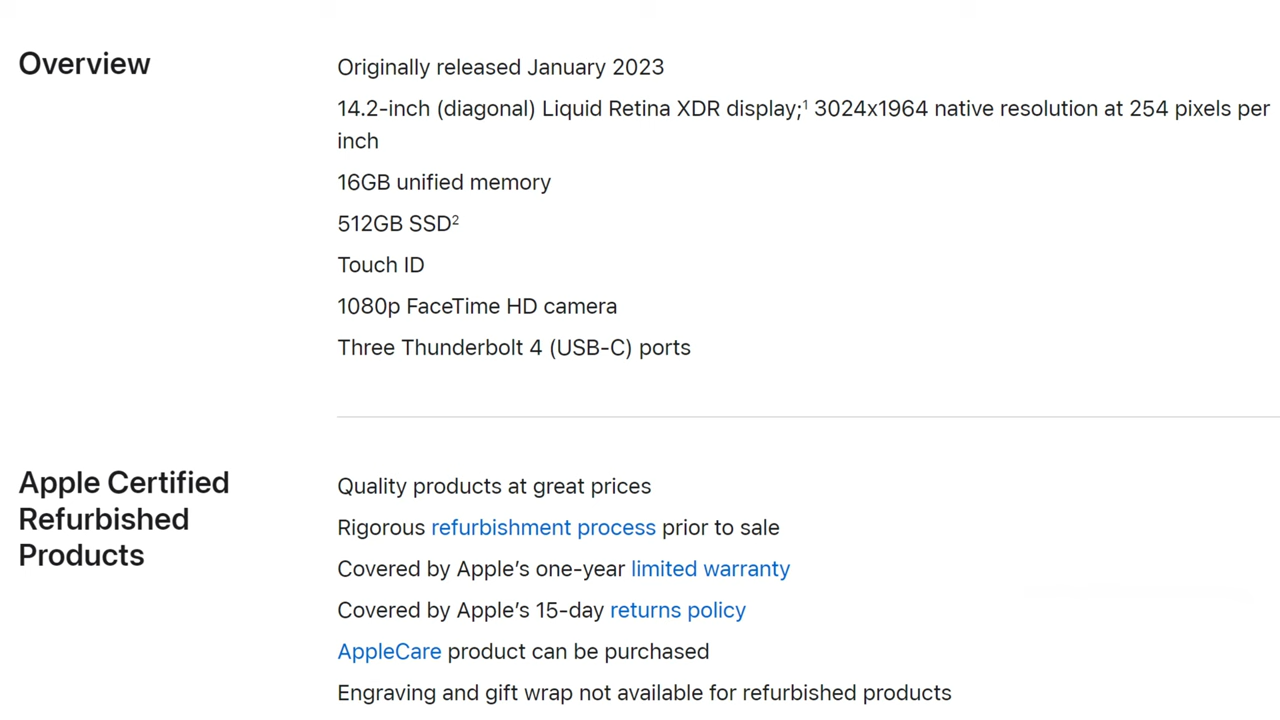 Overview
Originally released January 2023
14.2-inch (diagonal) Liquid Retina XDR display;¹ 3024x1964 native resolution at 254 pixels per
inch
16GB unified memory
512GB SSD²
Touch ID
1080p FaceTime HD camera
Three Thunderbolt 4 (USB-C) ports
Apple Certified
Refurbished
Products
Quality products at great prices
Rigorous refurbishment process prior to sale
Covered by Apple’s one-year limited warranty
Covered by Apple’s 15-day returns policy
AppleCare product can be purchased
Engraving and gift wrap not available for refurbished products